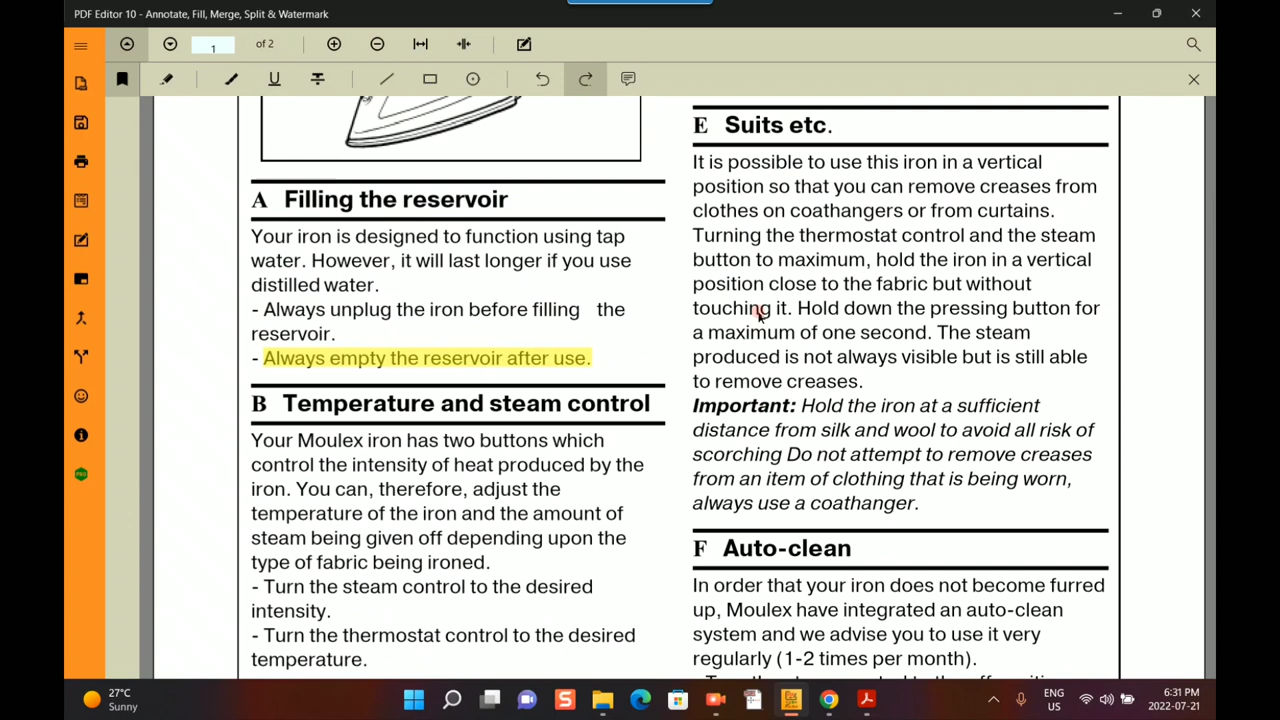 PDF Editor 10 - Annotate, Fill, Merge, Split & Watermark
1 of 2
A Filling the reservoir
Your iron is designed to function using tap
water. However, it will last longer if you use
distilled water.
- Always unplug the iron before filling the
reservoir.
- Always empty the reservoir after use.
B Temperature and steam control
Your Moulex iron has two buttons which
control the intensity of heat produced by the
iron. You can, therefore, adjust the
temperature of the iron and the amount of
steam being given off depending upon the
type of fabric being ironed.
- Turn the steam control to the desired
intensity.
- Turn the thermostat control to the desired
temperature.
E Suits etc.
It is possible to use this iron in a vertical
position so that you can remove creases from
clothes on coathangers or from curtains.
Turning the thermostat control and the steam
button to maximum, hold the iron in a vertical
position close to the fabric but without
touching it. Hold down the pressing button for
a maximum of one second. The steam
produced is not always visible but is still able
to remove creases.
Important: Hold the iron at a sufficient
distance from silk and wool to avoid all risk of
scorching Do not attempt to remove creases
from an item of clothing that is being worn,
always use a coathanger.
F Auto-clean
In order that your iron does not become furred
up, Moulex have integrated an auto-clean
system and we advise you to use it very
regularly (1-2 times per month).
27°C
Sunny
ENG
US
6:31 PM
2022-07-21